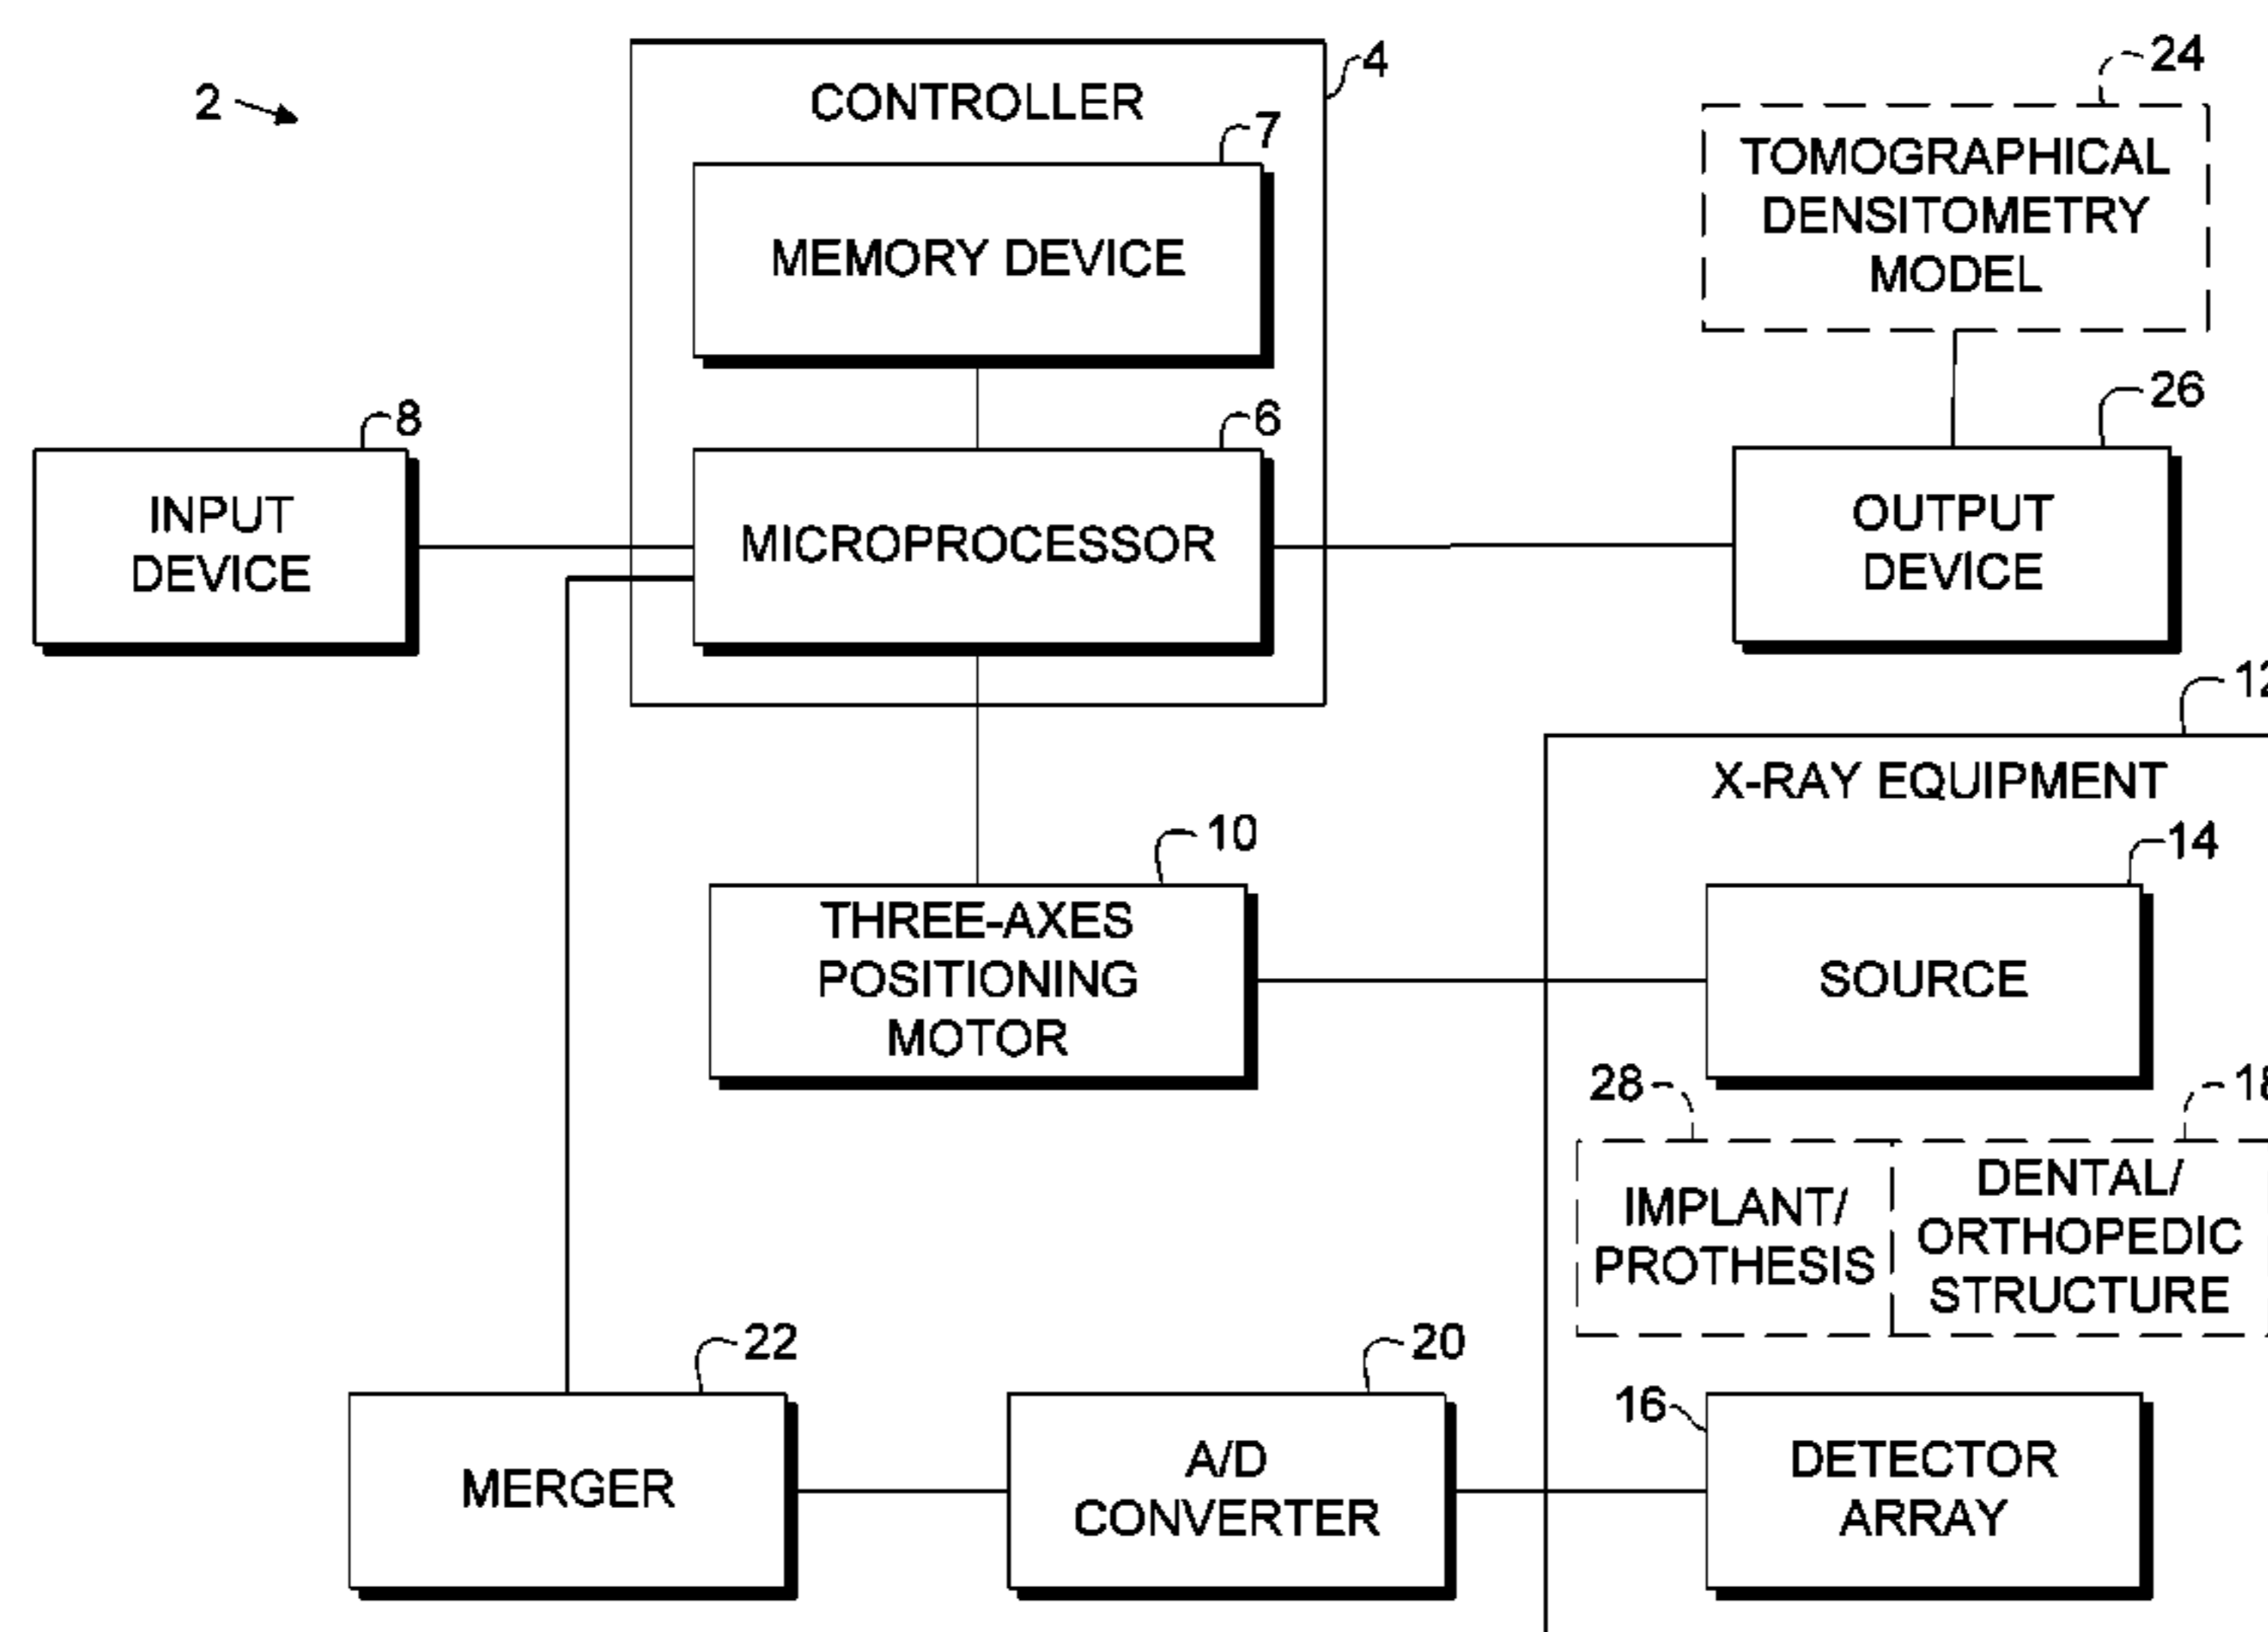 2
CONTROLLER
4
7
MEMORY DEVICE
24
TOMOGRAPHICAL
DENSITOMETRY
MODEL
8
INPUT
DEVICE
6
MICROPROCESSOR
26
OUTPUT
DEVICE
X-RAY EQUIPMENT
10
THREE-AXES
POSITIONING
MOTOR
14
SOURCE
28
IMPLANT/
PROTHESIS
DENTAL/
ORTHOPEDIC
STRUCTURE
22
MERGER
20
A/D
CONVERTER
16
DETECTOR
ARRAY